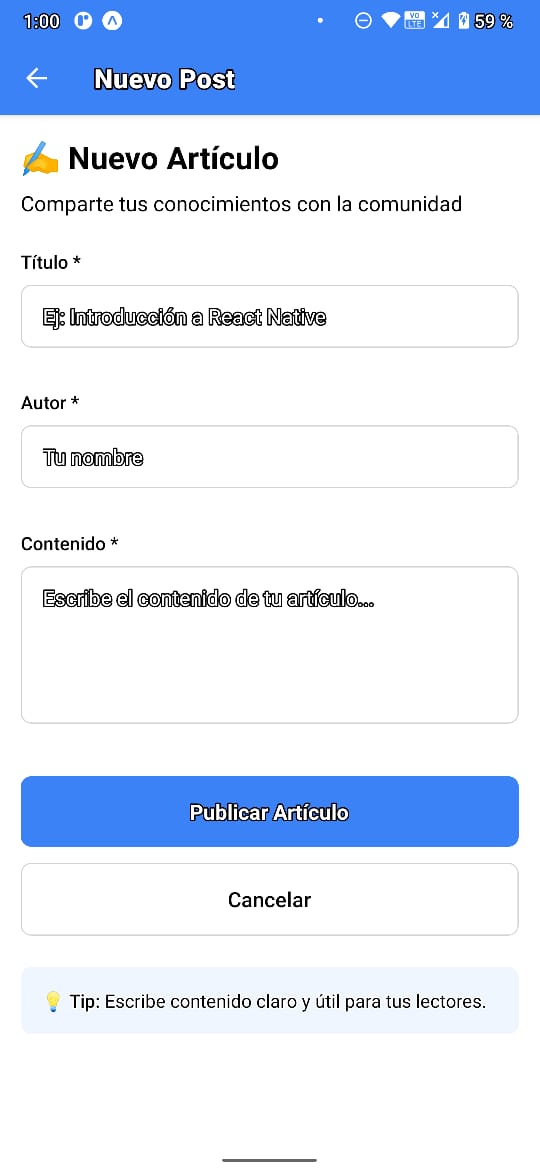 1:00
VO LTE
59 %
Nuevo Post
✍️ Nuevo Artículo
Comparte tus conocimientos con la comunidad
Título *
Ej: Introducción a React Native
Autor *
Tu nombre
Contenido *
Escribe el contenido de tu artículo...
Publicar Artículo
Cancelar
💡 Tip: Escribe contenido claro y útil para tus lectores.